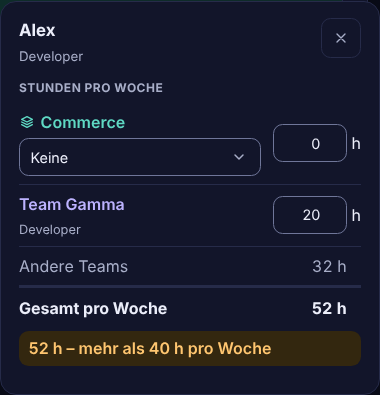 Alex
Developer
STUNDEN PRO WOCHE
Commerce
Keine
0 h
Team Gamma
Developer
20 h
Andere Teams 32 h
Gesamt pro Woche 52 h
52 h – mehr als 40 h pro Woche